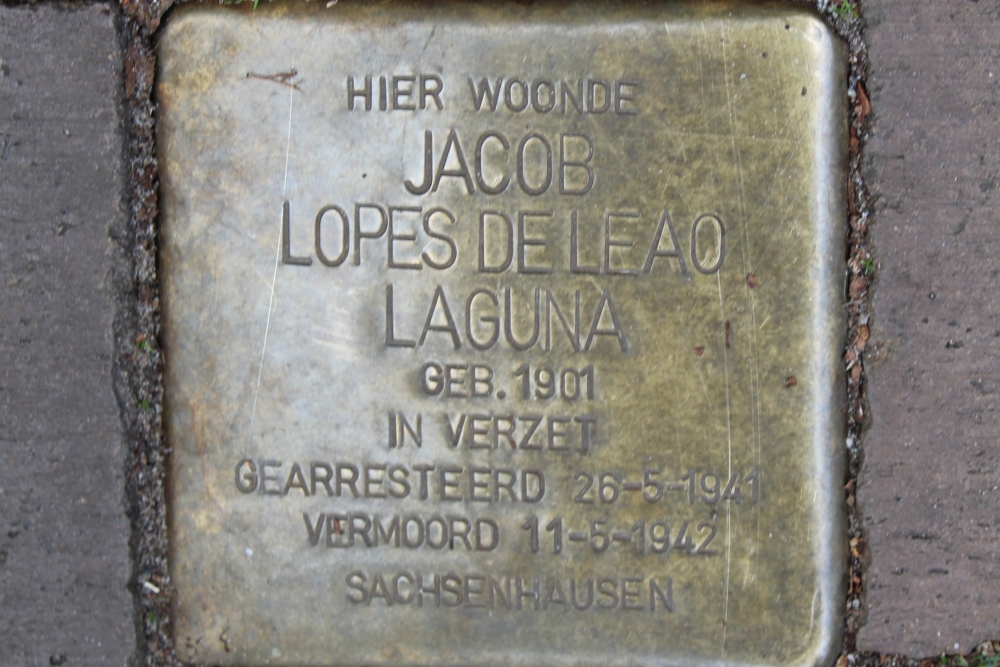 HIER WOONDE
JACOB
LOPES DE LEAO
LAGUNA
GEB. 1901
IN VERZET
GEARRESTEERD 26-5-1941
VERMOORD 11-5-1942
SACHSENHAUSEN